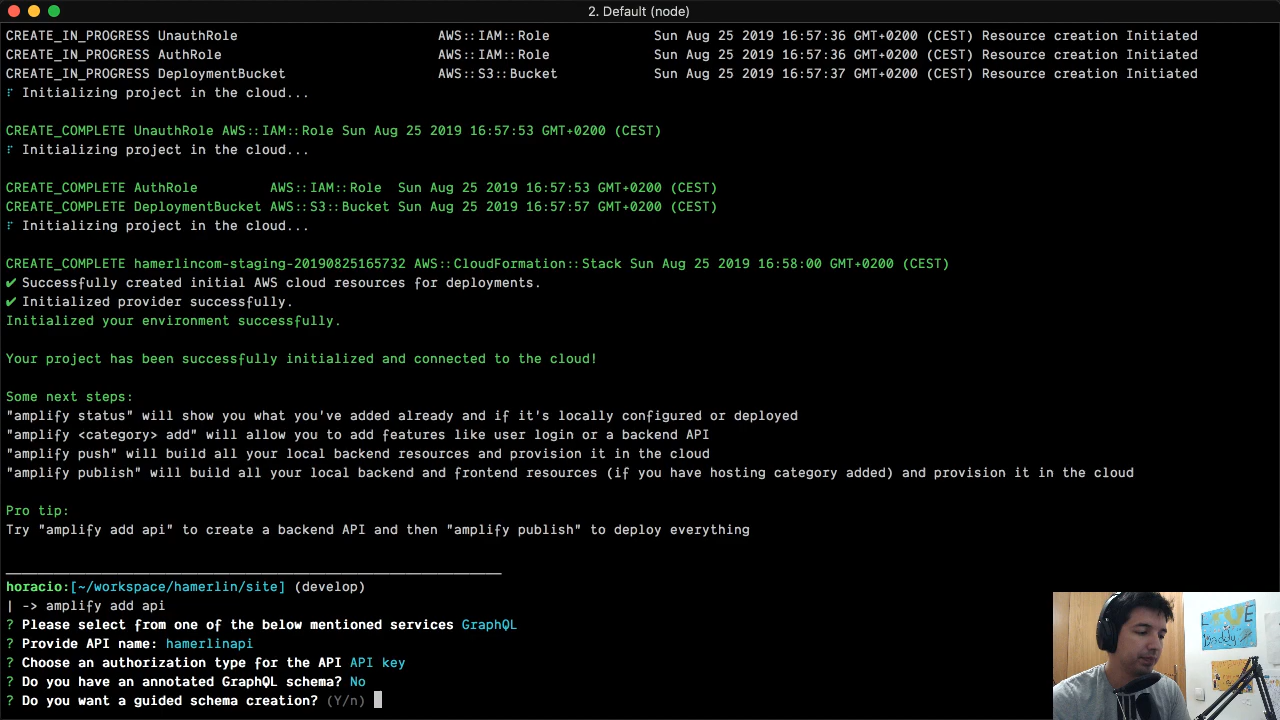 2. Default (node)
CREATE_IN_PROGRESS UnauthRole AWS::IAM::Role Sun Aug 25 2019 16:57:36 GMT+0200 (CEST) Resource creation Initiated
CREATE_IN_PROGRESS AuthRole AWS::IAM::Role Sun Aug 25 2019 16:57:36 GMT+0200 (CEST) Resource creation Initiated
CREATE_IN_PROGRESS DeploymentBucket AWS::S3::Bucket Sun Aug 25 2019 16:57:37 GMT+0200 (CEST) Resource creation Initiated
⠏ Initializing project in the cloud...
CREATE_COMPLETE UnauthRole AWS::IAM::Role Sun Aug 25 2019 16:57:53 GMT+0200 (CEST)
⠏ Initializing project in the cloud...
CREATE_COMPLETE AuthRole AWS::IAM::Role Sun Aug 25 2019 16:57:53 GMT+0200 (CEST)
CREATE_COMPLETE DeploymentBucket AWS::S3::Bucket Sun Aug 25 2019 16:57:57 GMT+0200 (CEST)
⠏ Initializing project in the cloud...
CREATE_COMPLETE hamerlincom-staging-20190825165732 AWS::CloudFormation::Stack Sun Aug 25 2019 16:58:00 GMT+0200 (CEST)
✔ Successfully created initial AWS cloud resources for deployments.
✔ Initialized provider successfully.
Initialized your environment successfully.
Your project has been successfully initialized and connected to the cloud!
Some next steps:
"amplify status" will show you what you've added already and if it's locally configured or deployed
"amplify <category> add" will allow you to add features like user login or a backend API
"amplify push" will build all your local backend resources and provision it in the cloud
"amplify publish" will build all your local backend and frontend resources (if you have hosting category added) and provision it in the cloud
Pro tip:
Try "amplify add api" to create a backend API and then "amplify publish" to deploy everything
horacio:[~/workspace/hamerlin/site] (develop)
| -> amplify add api
? Please select from one of the below mentioned services GraphQL
? Provide API name: hamerlinapi
? Choose an authorization type for the API API key
? Do you have an annotated GraphQL schema? No
? Do you want a guided schema creation? (Y/n)